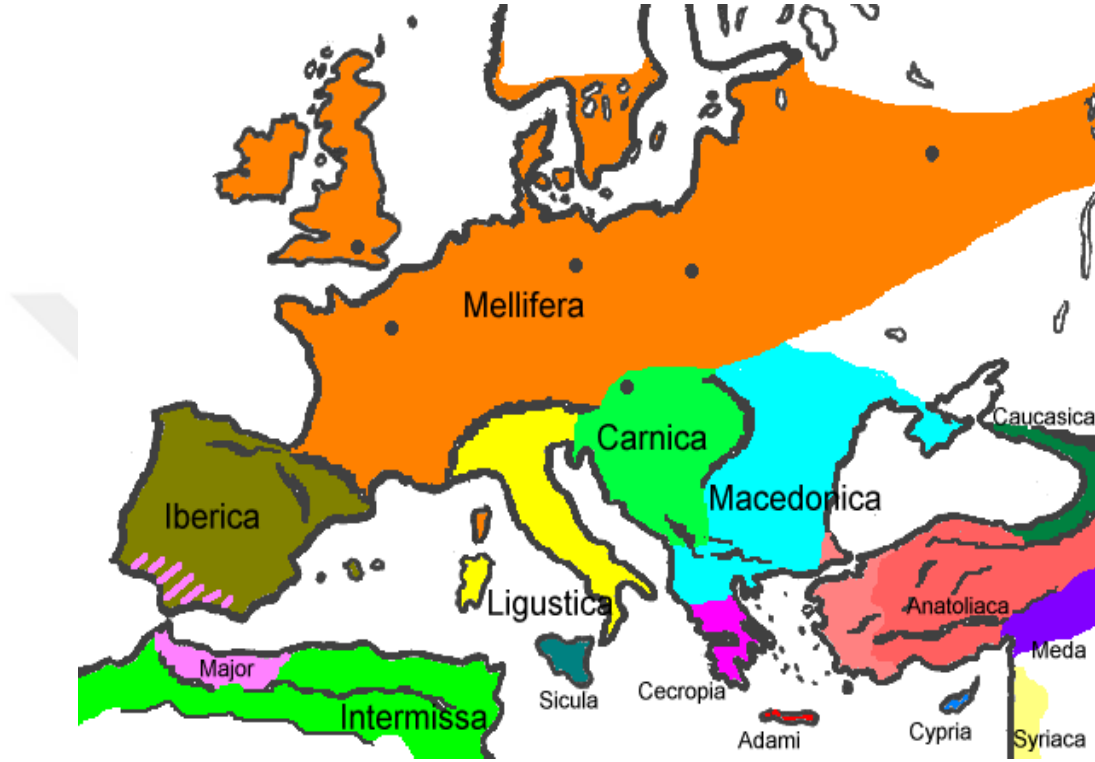 Mellifera
Caucasica
Carnica
Macedonica
Iberica
Ligustica
Anatoliaca
Major
Meda
Sicula
Cecropia
Intermissa
Cypria
Adami
Syriaca